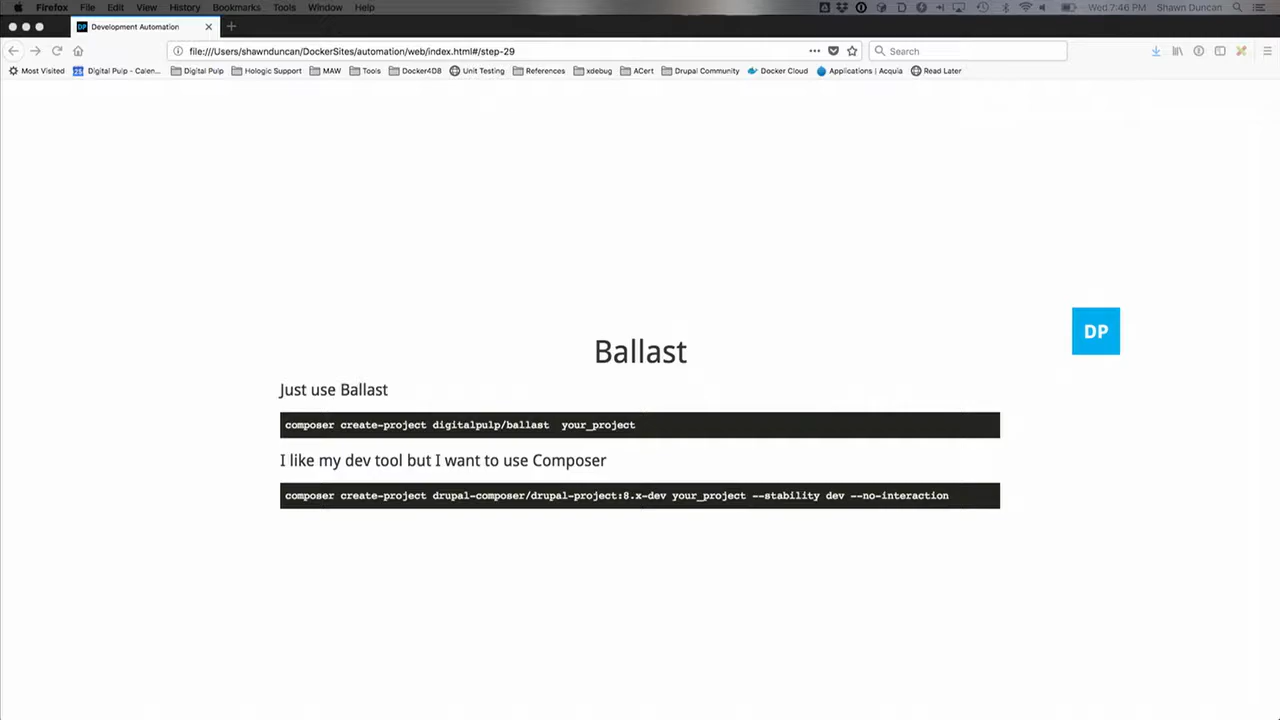 Firefox File Edit View History Bookmarks Tools Window Help Wed 7:46 PM Shawn Duncan
DP Development Automation
file:///Users/shawnduncan/DockerSites/automation/web/index.html#/step-29 Search
Most Visited Digital Pulp - Calen... Digital Pulp Hologic Support MAW Tools Docker4D8 Unit Testing References xdebug ACert Drupal Community Docker Cloud Applications | Acquia Read Later
DP
Ballast
Just use Ballast
composer create-project digitalpulp/ballast your_project
I like my dev tool but I want to use Composer
composer create-project drupal-composer/drupal-project:8.x-dev your_project --stability dev --no-interaction